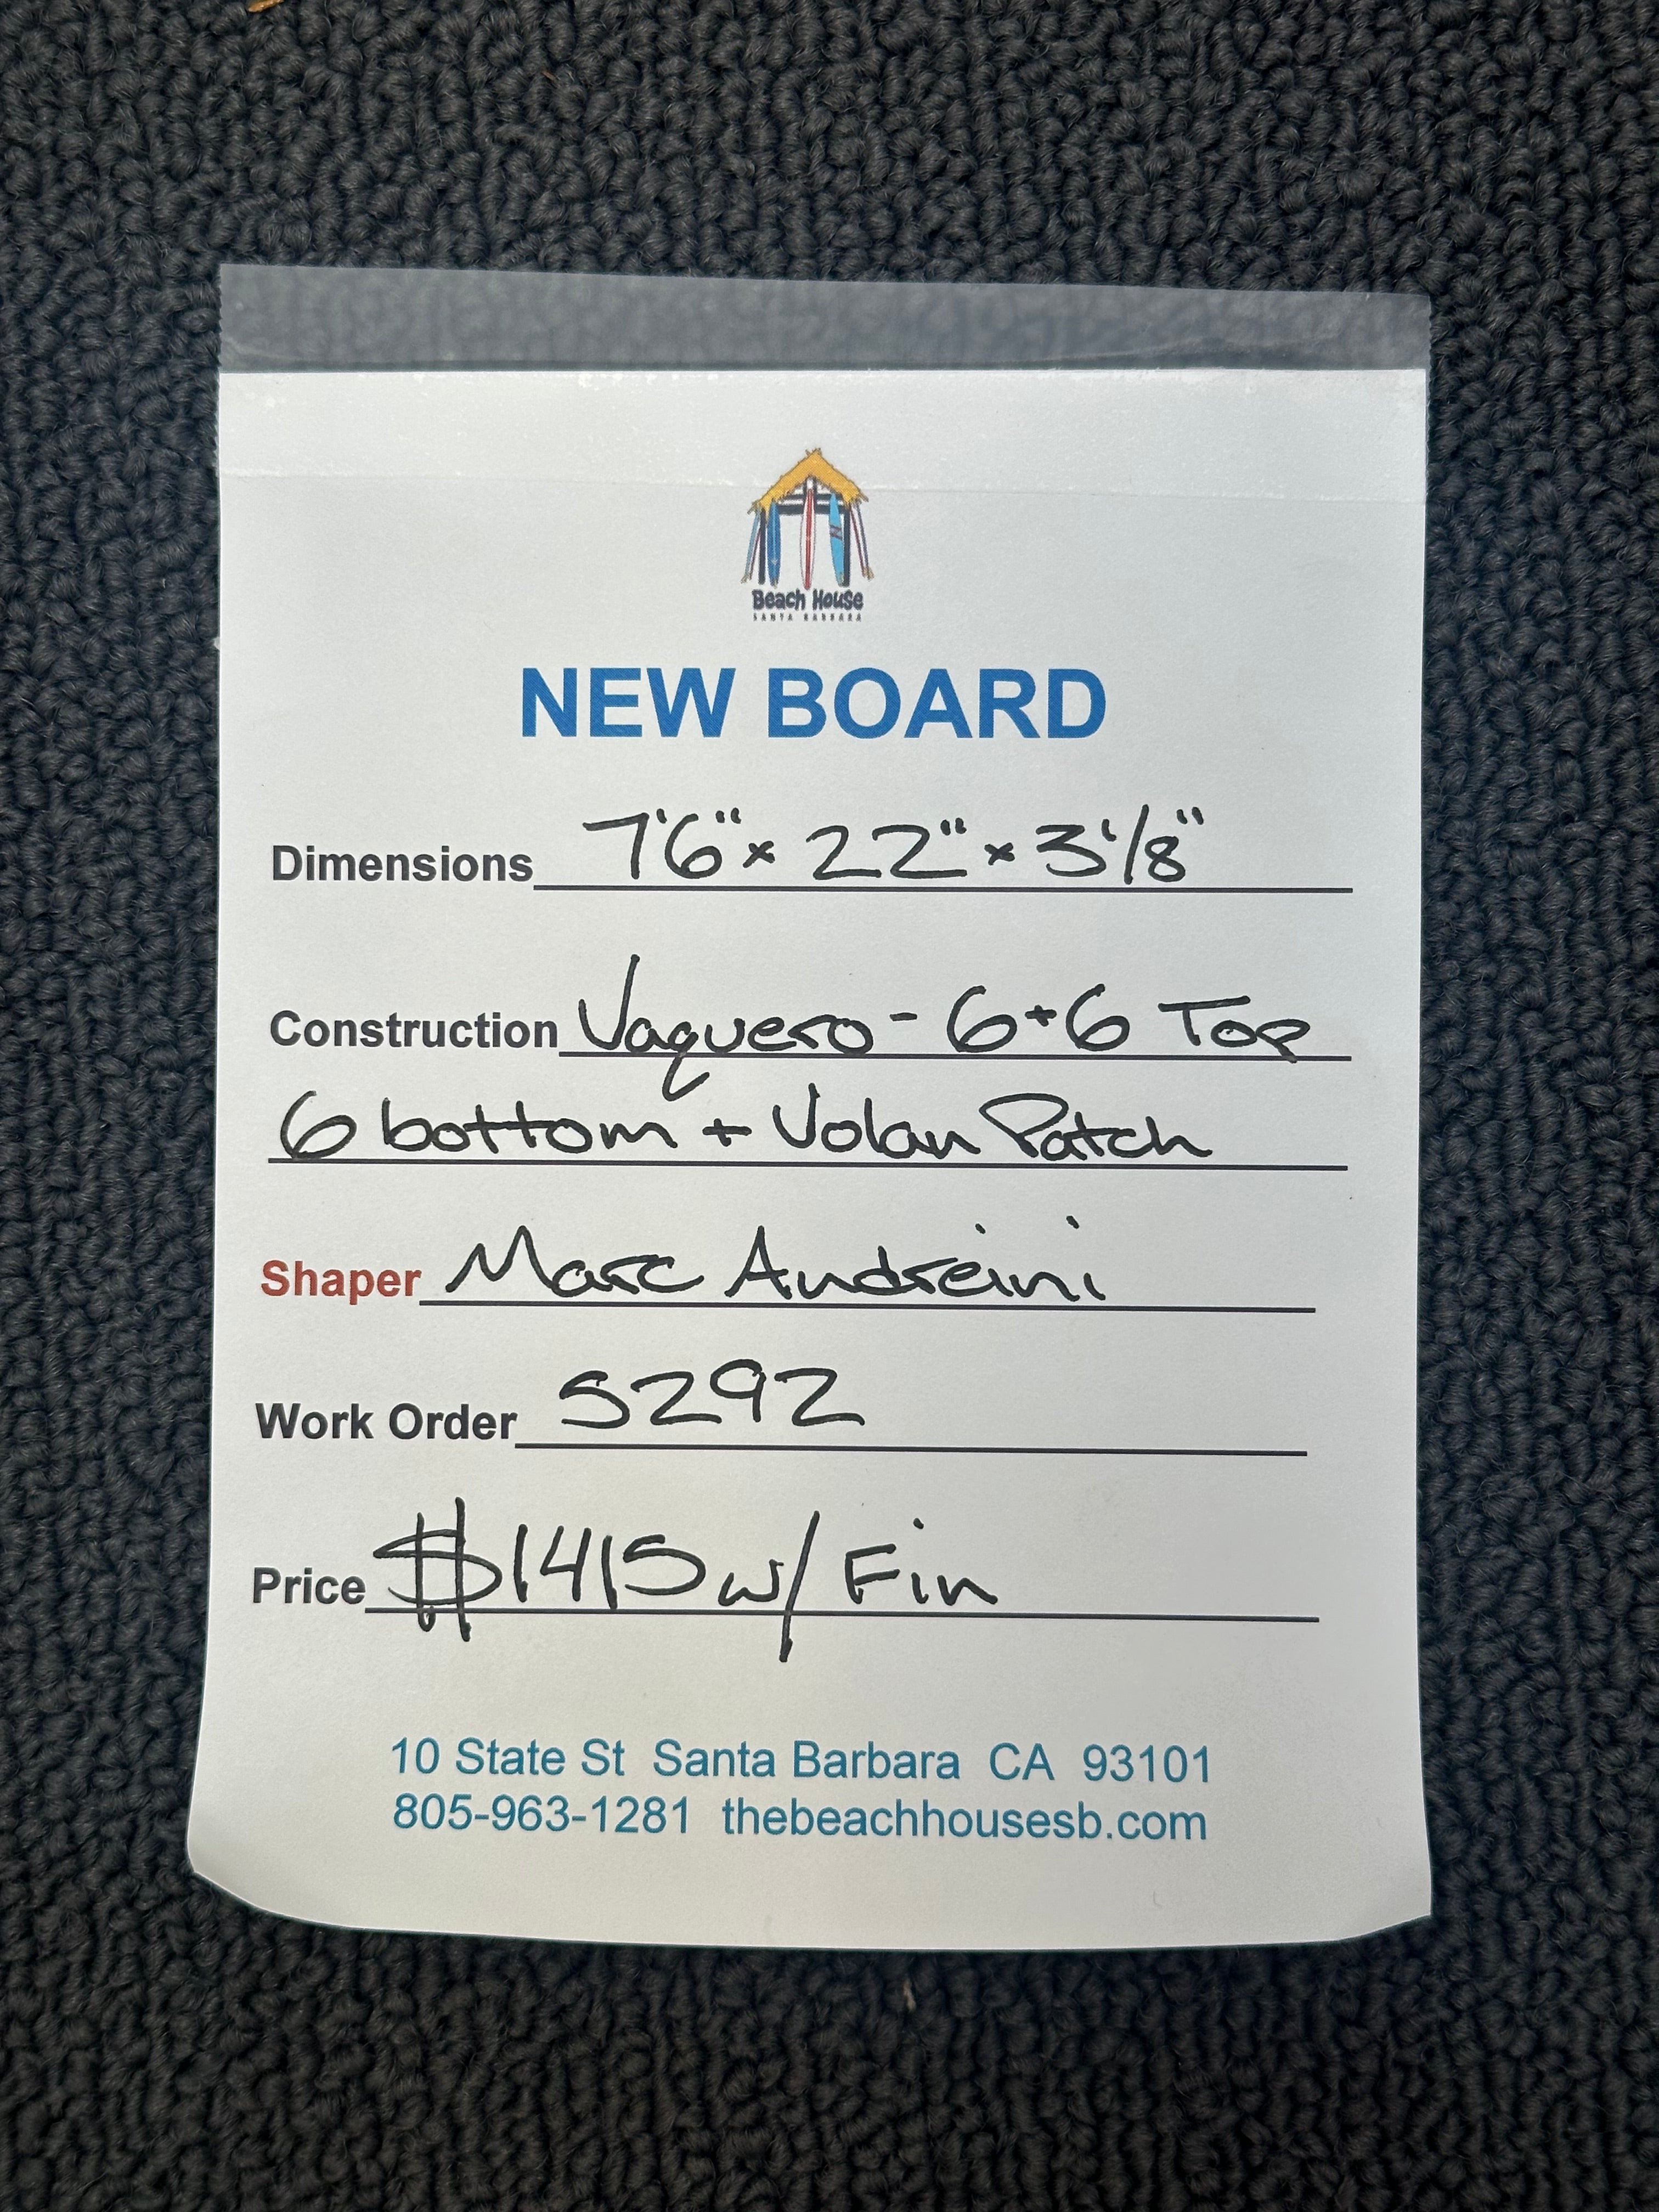 Beach House
SANTA BARBARA
NEW BOARD
Dimensions 7'6" x 22" x 3 1/8"
Construction Vaquero - 6+6 Top
6 bottom + Volan Patch
Shaper Marc Andreini
Work Order 5292
Price $1415 w/ Fin
10 State St Santa Barbara CA 93101
805-963-1281 thebeachhousesb.com